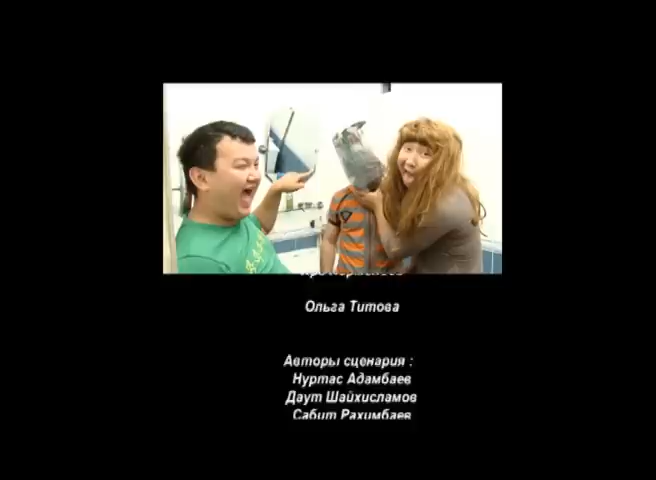 Ольга Титова
Авторы сценария :
Нуртас Адамбаев
Даут Шайхисламов
Сабит Рахимбаев